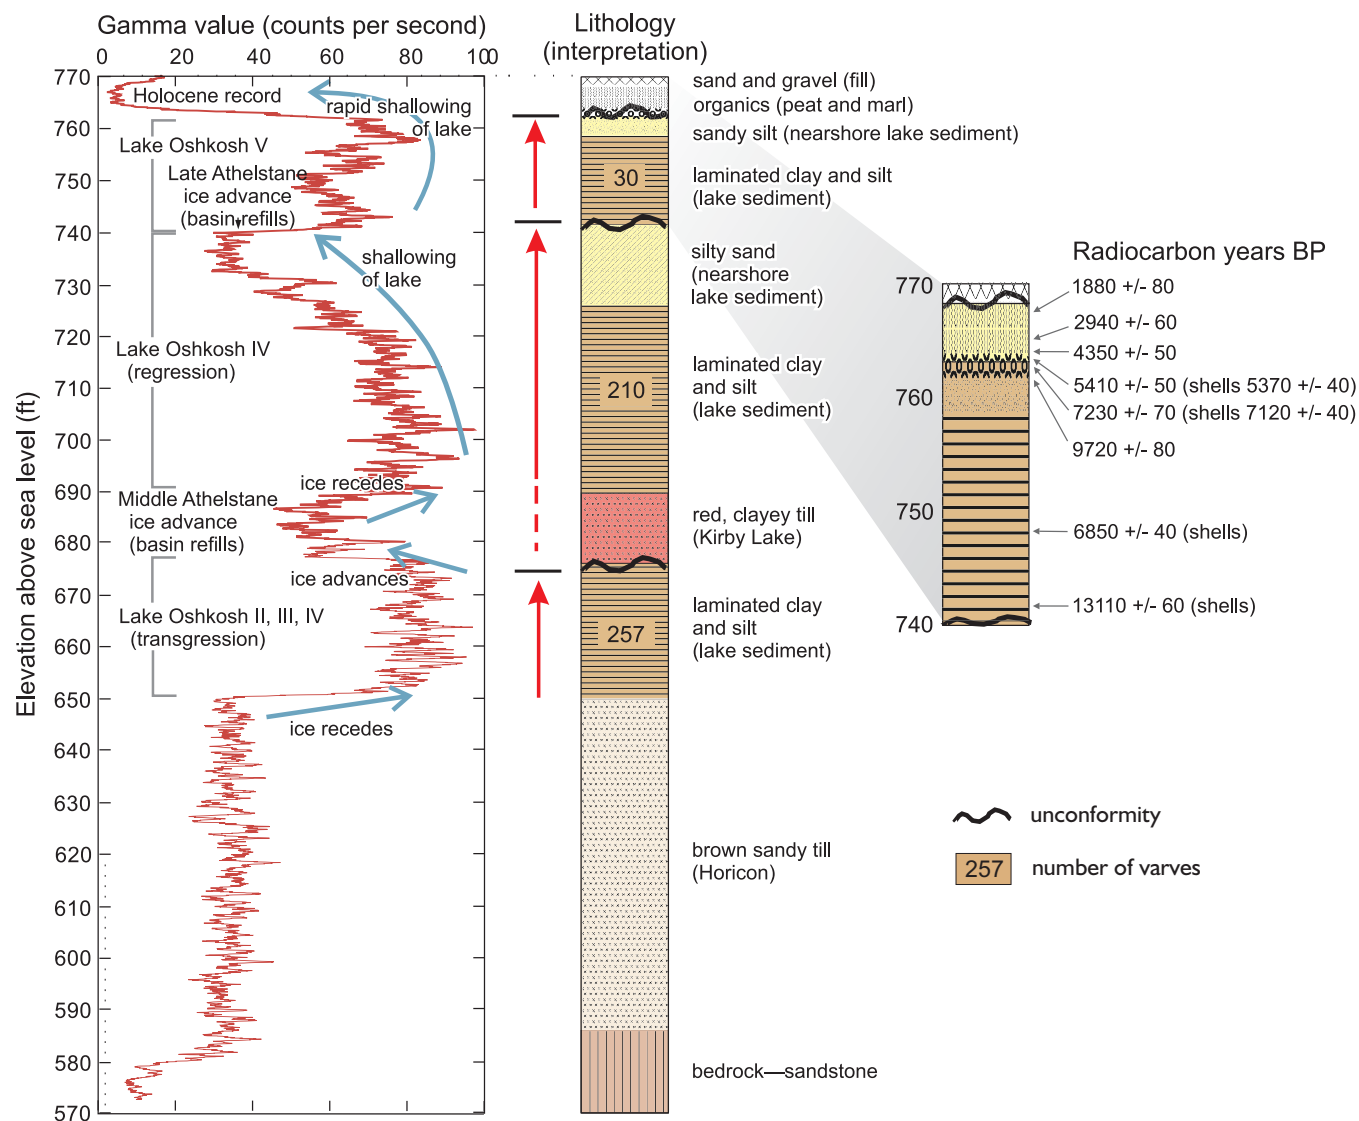 Gamma value (counts per second)
0 20 40 60 80 100
Lithology
(interpretation)
Elevation above sea level (ft)
770
760
750
740
730
720
710
700
690
680
670
660
650
640
630
620
610
600
590
580
570
Holocene record
rapid shallowing
of lake
Lake Oshkosh V
Late Athelstane
ice advance
(basin refills)
shallowing
of lake
Lake Oshkosh IV
(regression)
ice recedes
Middle Athelstane
ice advance
(basin refills)
ice advances
Lake Oshkosh II, III, IV
(transgression)
ice recedes
30
210
257
sand and gravel (fill)
organics (peat and marl)
sandy silt (nearshore lake sediment)
laminated clay and silt
(lake sediment)
silty sand
(nearshore
lake sediment)
laminated clay
and silt
(lake sediment)
red, clayey till
(Kirby Lake)
laminated clay
and silt
(lake sediment)
brown sandy till
(Horicon)
bedrock—sandstone
Radiocarbon years BP
770
760
750
740
1880 +/- 80
2940 +/- 60
4350 +/- 50
5410 +/- 50 (shells 5370 +/- 40)
7230 +/- 70 (shells 7120 +/- 40)
9720 +/- 80
6850 +/- 40 (shells)
13110 +/- 60 (shells)
unconformity
257 number of varves